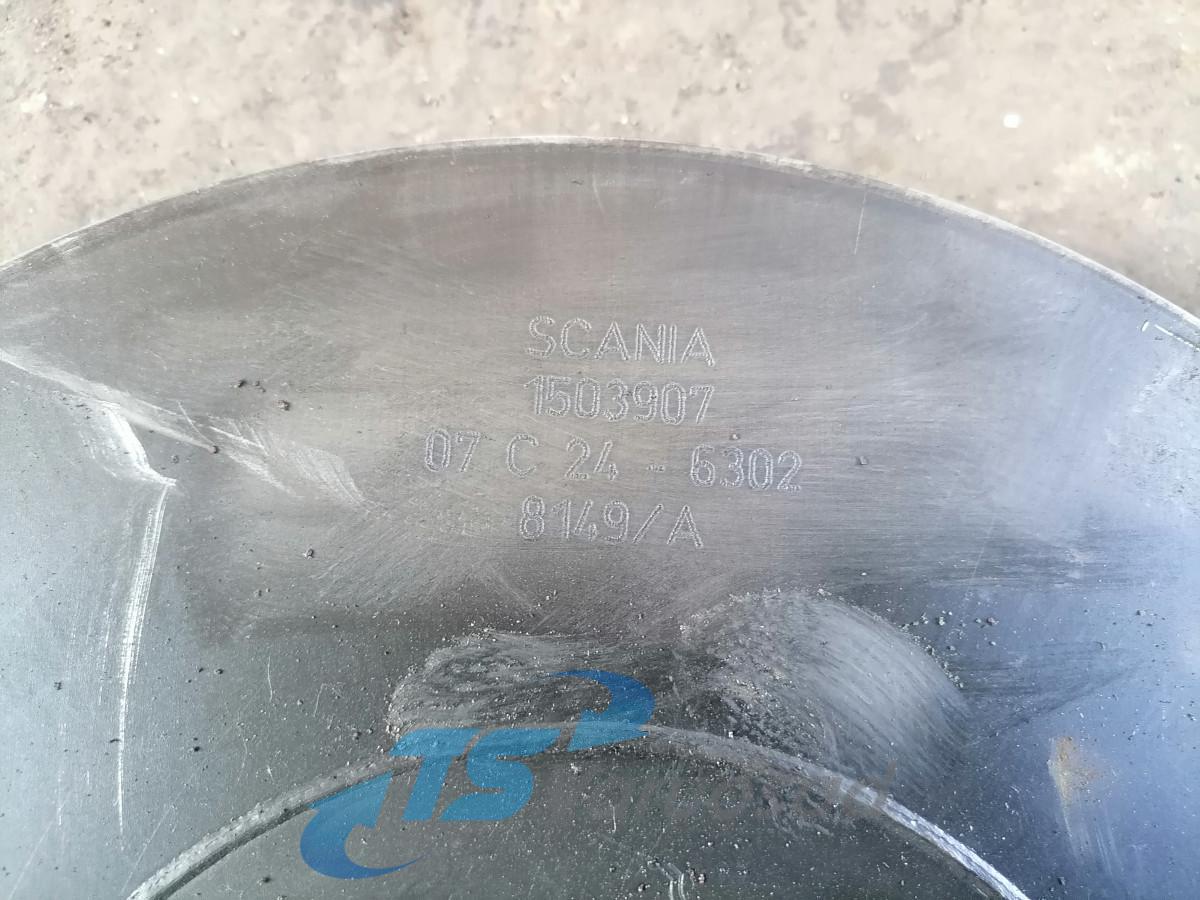 SCANIA
1503907
07 C 24 - 6302
8149/A
TS